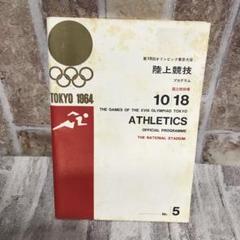 第18回オリンピック東京大会
陸上競技
プログラム
国立競技場
10 18
THE GAMES OF THE XVIII OLYMPIAD TOKYO
ATHLETICS
OFFICIAL PROGRAMME
THE NATIONAL STADIUM
No. 5
TOKYO 1964